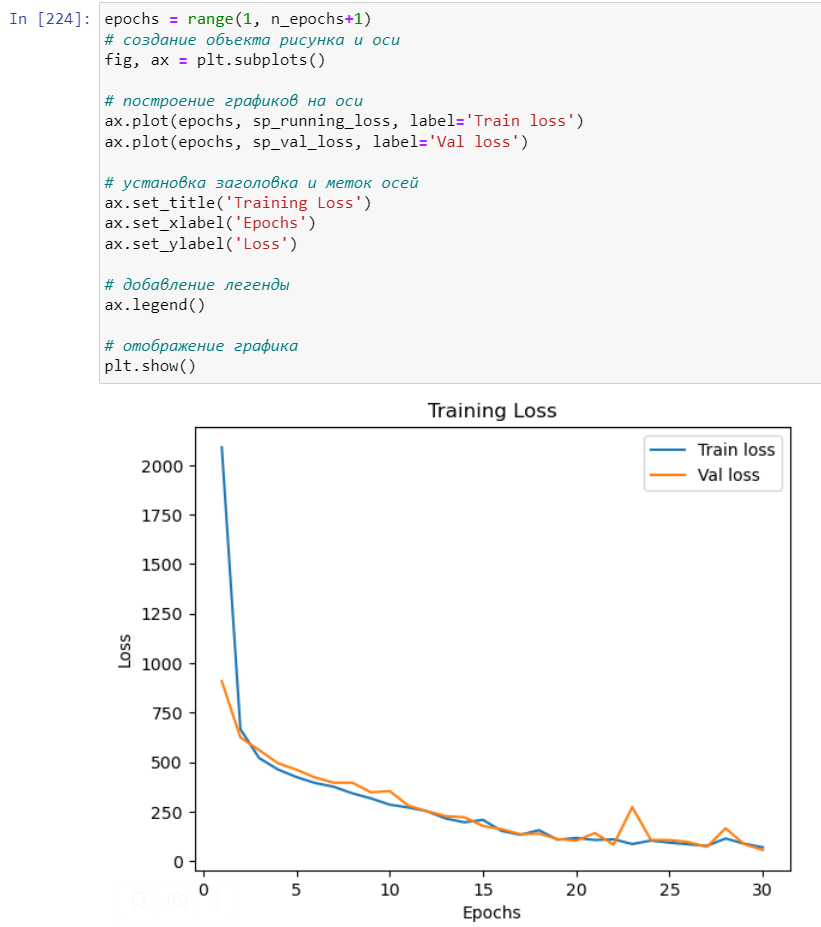 In [224]:
epochs = range(1, n_epochs+1)
# создание объекта рисунка и оси
fig, ax = plt.subplots()
# построение графиков на оси
ax.plot(epochs, sp_running_loss, label='Train loss')
ax.plot(epochs, sp_val_loss, label='Val loss')
# установка заголовка и меток осей
ax.set_title('Training Loss')
ax.set_xlabel('Epochs')
ax.set_ylabel('Loss')
# добавление легенды
ax.legend()
# отображение графика
plt.show()
Training Loss
Train loss
Val loss
2000
1750
1500
1250
1000
750
500
250
0
Loss
0 5 10 15 20 25 30
Epochs